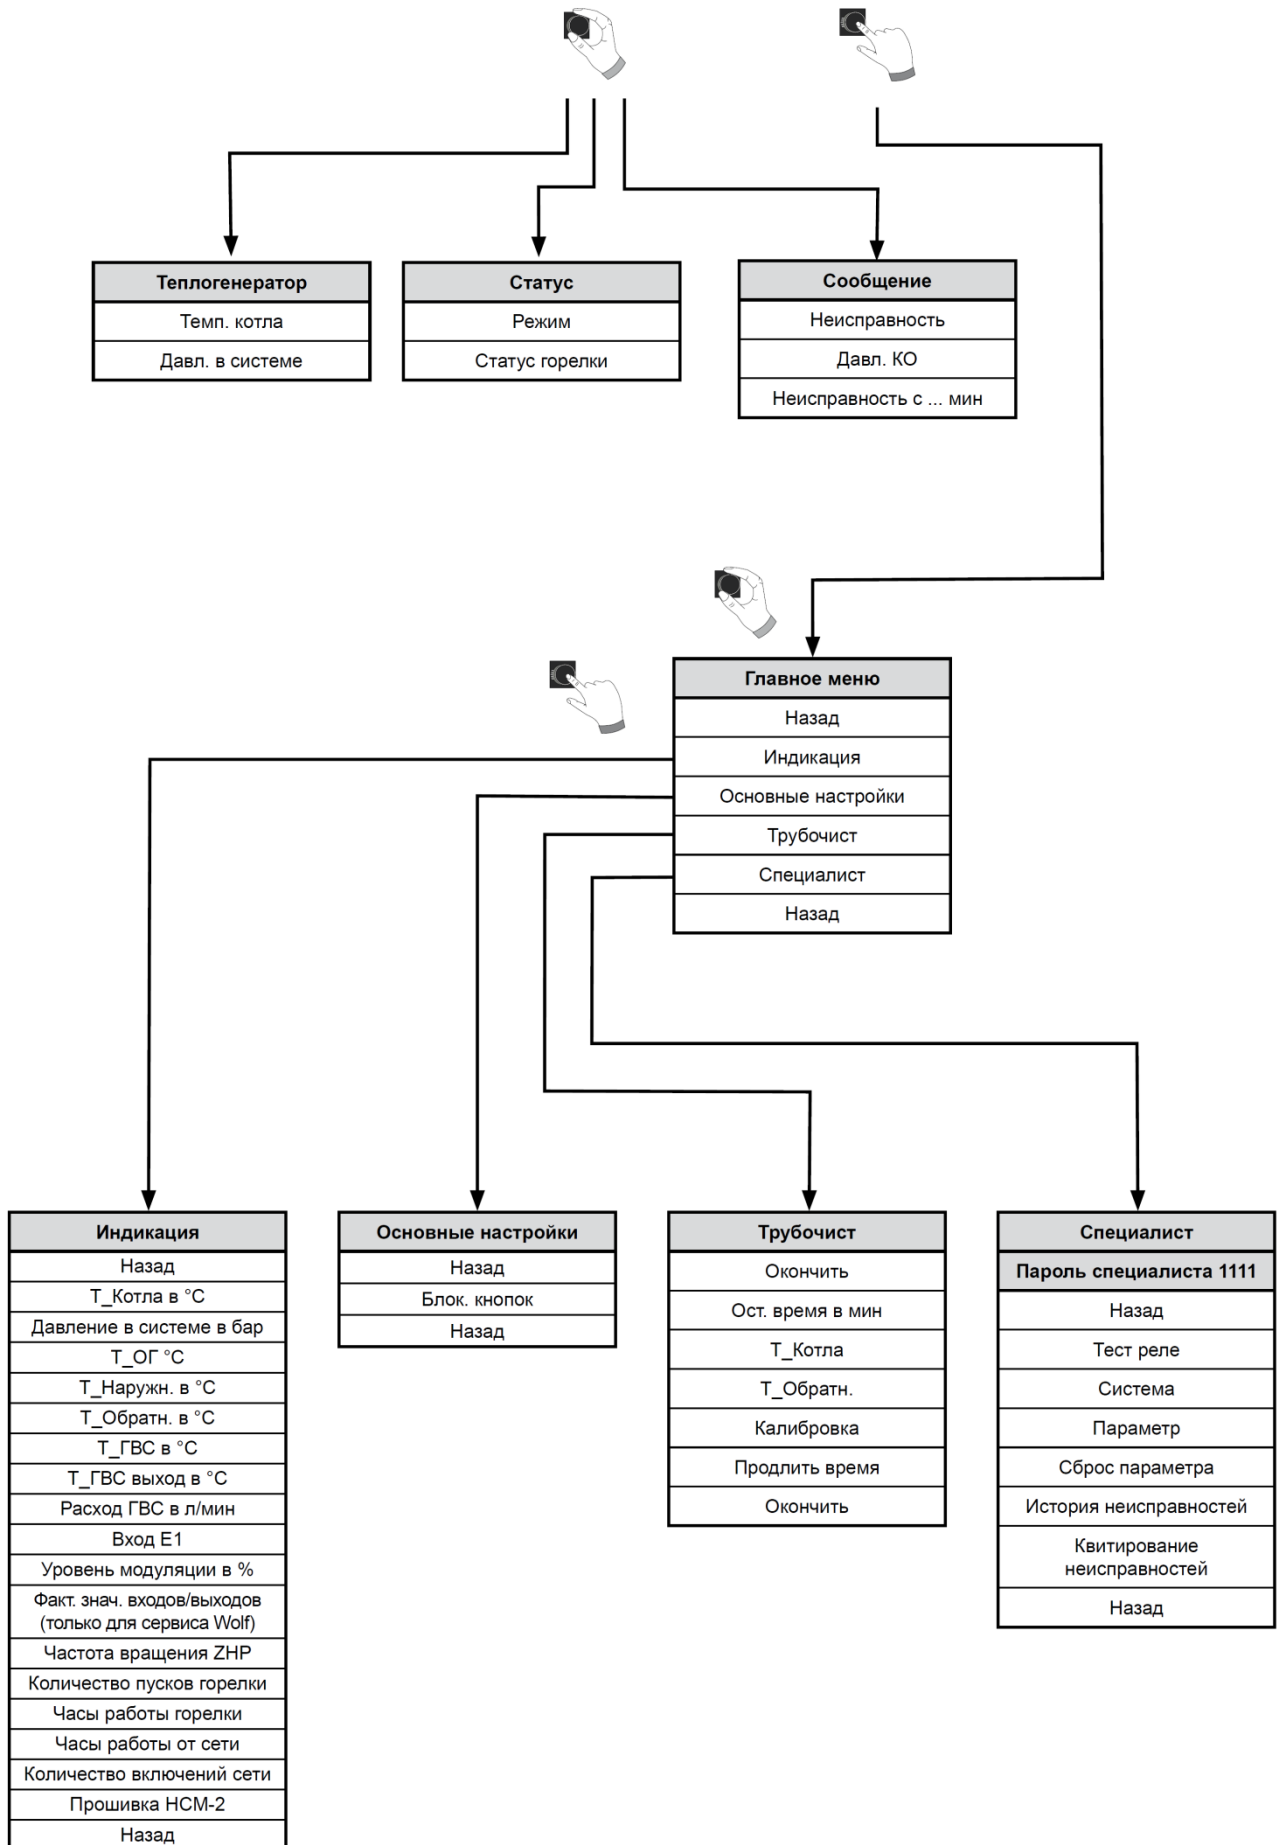 Теплогенератор
Темп. котла
Давл. в системе
Статус
Режим
Статус горелки
Сообщение
Неисправность
Давл. КО
Неисправность с ... мин
Главное меню
Назад
Индикация
Основные настройки
Трубочист
Специалист
Назад
Индикация
Назад
Т_Котла в °C
Давление в системе в бар
Т_ОГ °C
Т_Наружн. в °C
Т_Обратн. в °C
Т_ГВС в °C
Т_ГВС выход в °C
Расход ГВС в л/мин
Вход E1
Уровень модуляции в %
Факт. знач. входов/выходов
(только для сервиса Wolf)
Частота вращения ZHP
Количество пусков горелки
Часы работы горелки
Часы работы от сети
Количество включений сети
Прошивка HCM-2
Назад
Основные настройки
Назад
Блок. кнопок
Назад
Трубочист
Окончить
Ост. время в мин
Т_Котла
Т_Обратн.
Калибровка
Продлить время
Окончить
Специалист
Пароль специалиста 1111
Назад
Тест реле
Система
Параметр
Сброс параметра
История неисправностей
Квитирование
неисправностей
Назад